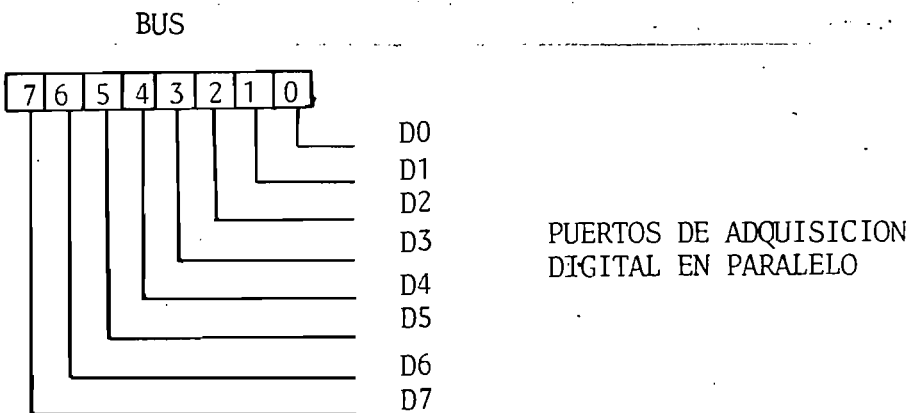 BUS
7 6 5 4 3 2 1 0
D0
D1
D2
D3
PUERTOS DE ADQUISICION
DIGITAL EN PARALELO
D4
D5
D6
D7